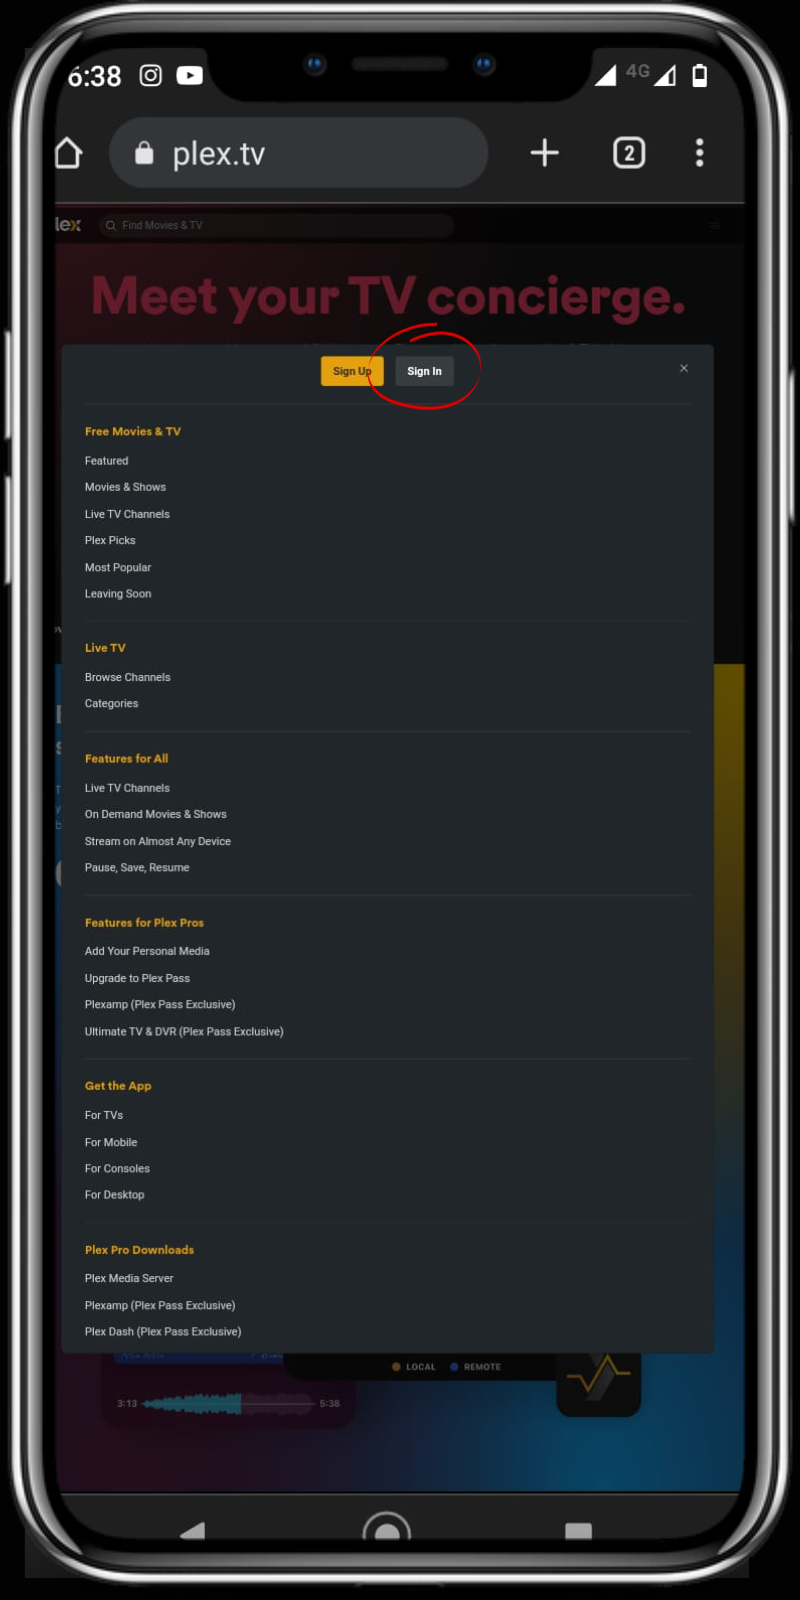 6:38
4G
plex.tv
2
lex
Find Movies & TV
Meet your TV concierge.
Sign Up
Sign In
×
Free Movies & TV
Featured
Movies & Shows
Live TV Channels
Plex Picks
Most Popular
Leaving Soon
Live TV
Browse Channels
Categories
Features for All
Live TV Channels
On Demand Movies & Shows
Stream on Almost Any Device
Pause, Save, Resume
Features for Plex Pros
Add Your Personal Media
Upgrade to Plex Pass
Plexamp (Plex Pass Exclusive)
Ultimate TV & DVR (Plex Pass Exclusive)
Get the App
For TVs
For Mobile
For Consoles
For Desktop
Plex Pro Downloads
Plex Media Server
Plexamp (Plex Pass Exclusive)
Plex Dash (Plex Pass Exclusive)
LOCAL
REMOTE
3:13
5:38